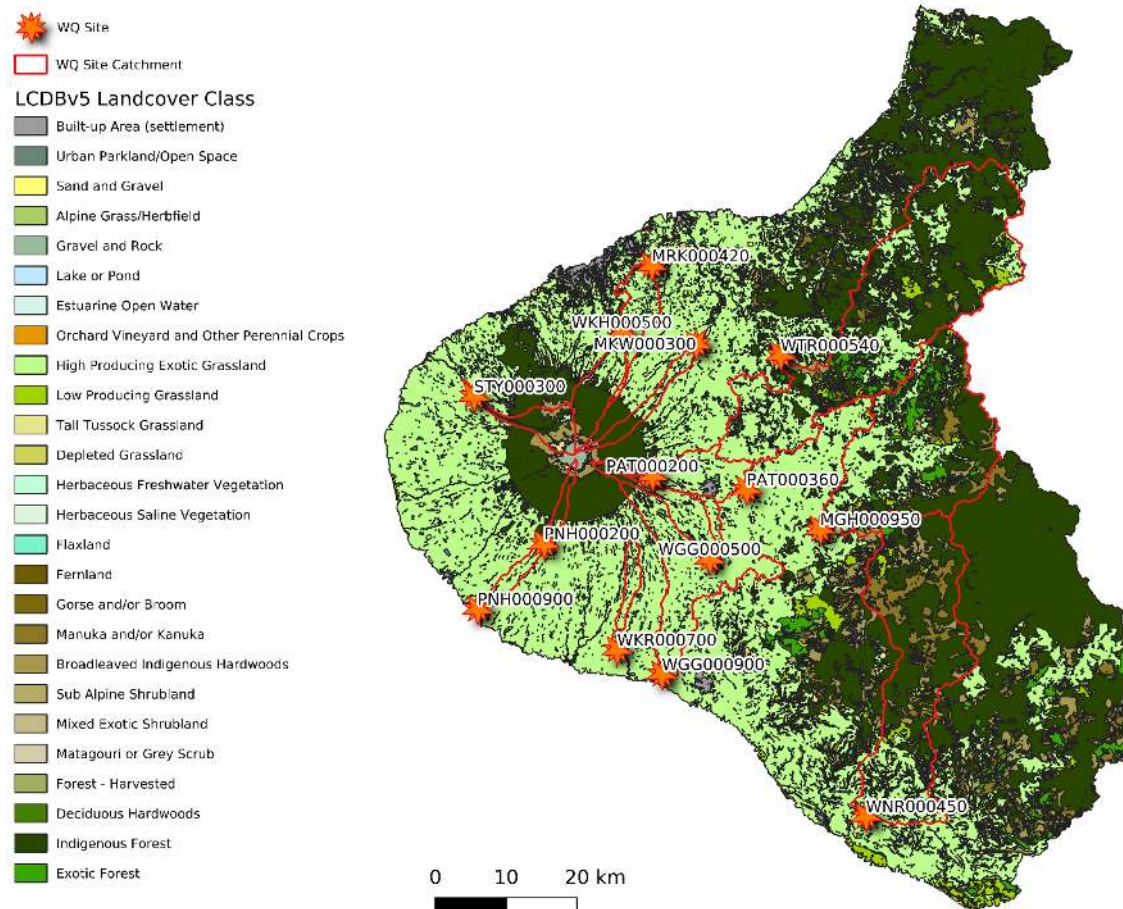 WQ Site
WQ Site Catchment
LCDBv5 Landcover Class
Built-up Area (settlement)
Urban Parkland/Open Space
Sand and Gravel
Alpine Grass/Herbfield
Gravel and Rock
Lake or Pond
Estuarine Open Water
Orchard Vineyard and Other Perennial Crops
High Producing Exotic Grassland
Low Producing Grassland
Tall Tussock Grassland
Depleted Grassland
Herbaceous Freshwater Vegetation
Herbaceous Saline Vegetation
Flaxland
Fernland
Gorse and/or Broom
Manuka and/or Kanuka
Broadleaved Indigenous Hardwoods
Sub Alpine Shrubland
Mixed Exotic Shrubland
Matagouri or Grey Scrub
Forest - Harvested
Deciduous Hardwoods
Indigenous Forest
Exotic Forest
MRK000420
WKH000500
MKW000300
WTR000540
STY000300
PAT000200
PAT000360
MGH000950
PNH000200
WGG000500
PNH000900
WKR000700
WGG000900
WNR000450
0 10 20 km